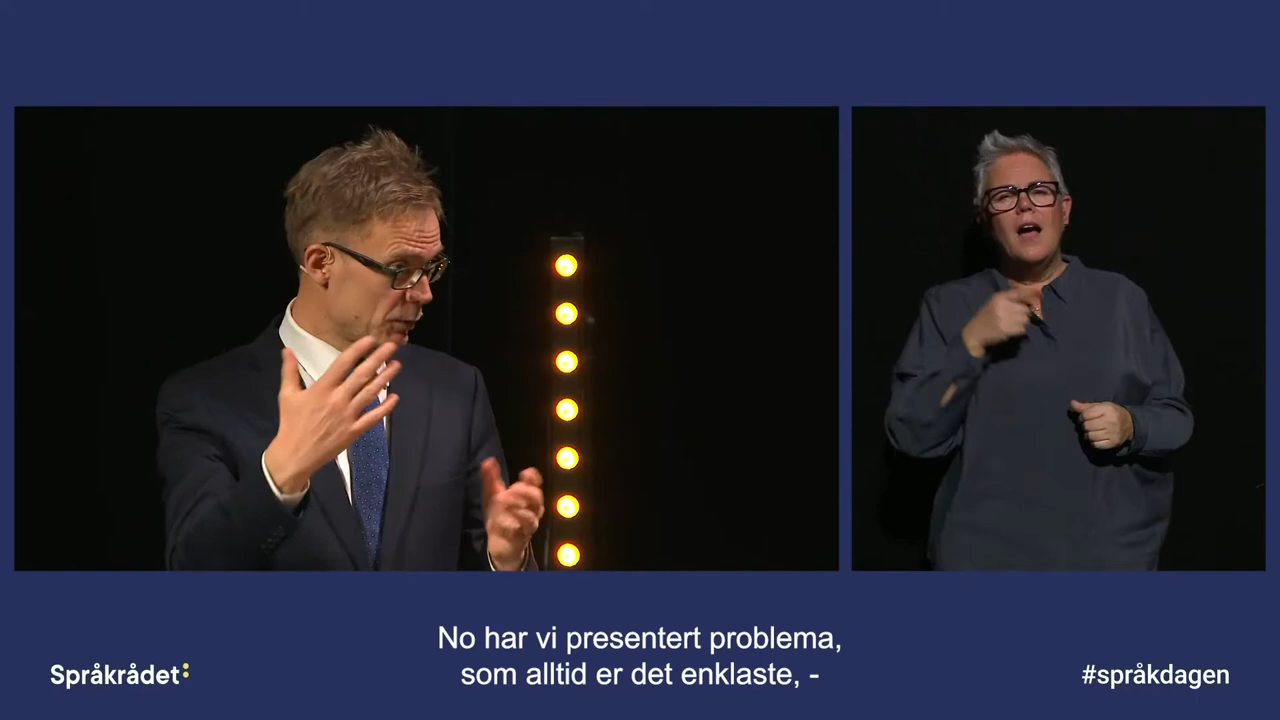 No har vi presentert problema,
som alltid er det enklaste, -
Språkrådet:
#språkdagen